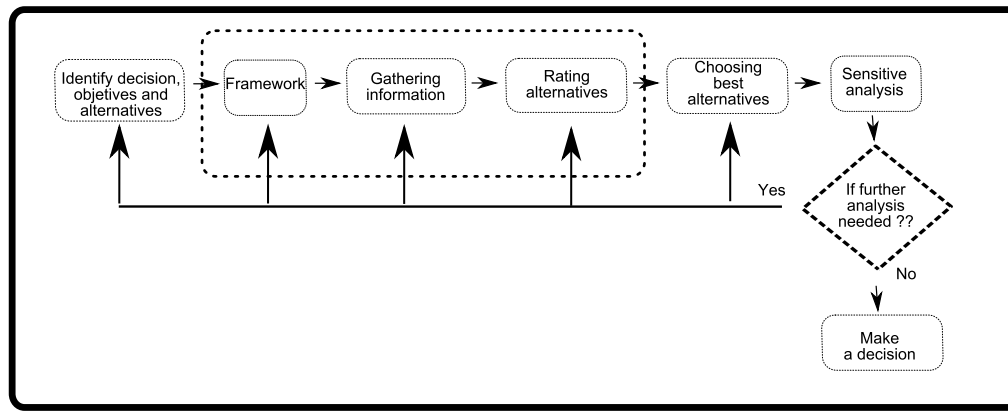 Identify decision,
objetives and
alternatives
Framework
Gathering
information
Rating
alternatives
Choosing
best
alternatives
Sensitive
analysis
Yes
If further
analysis
needed ??
No
Make
a decision